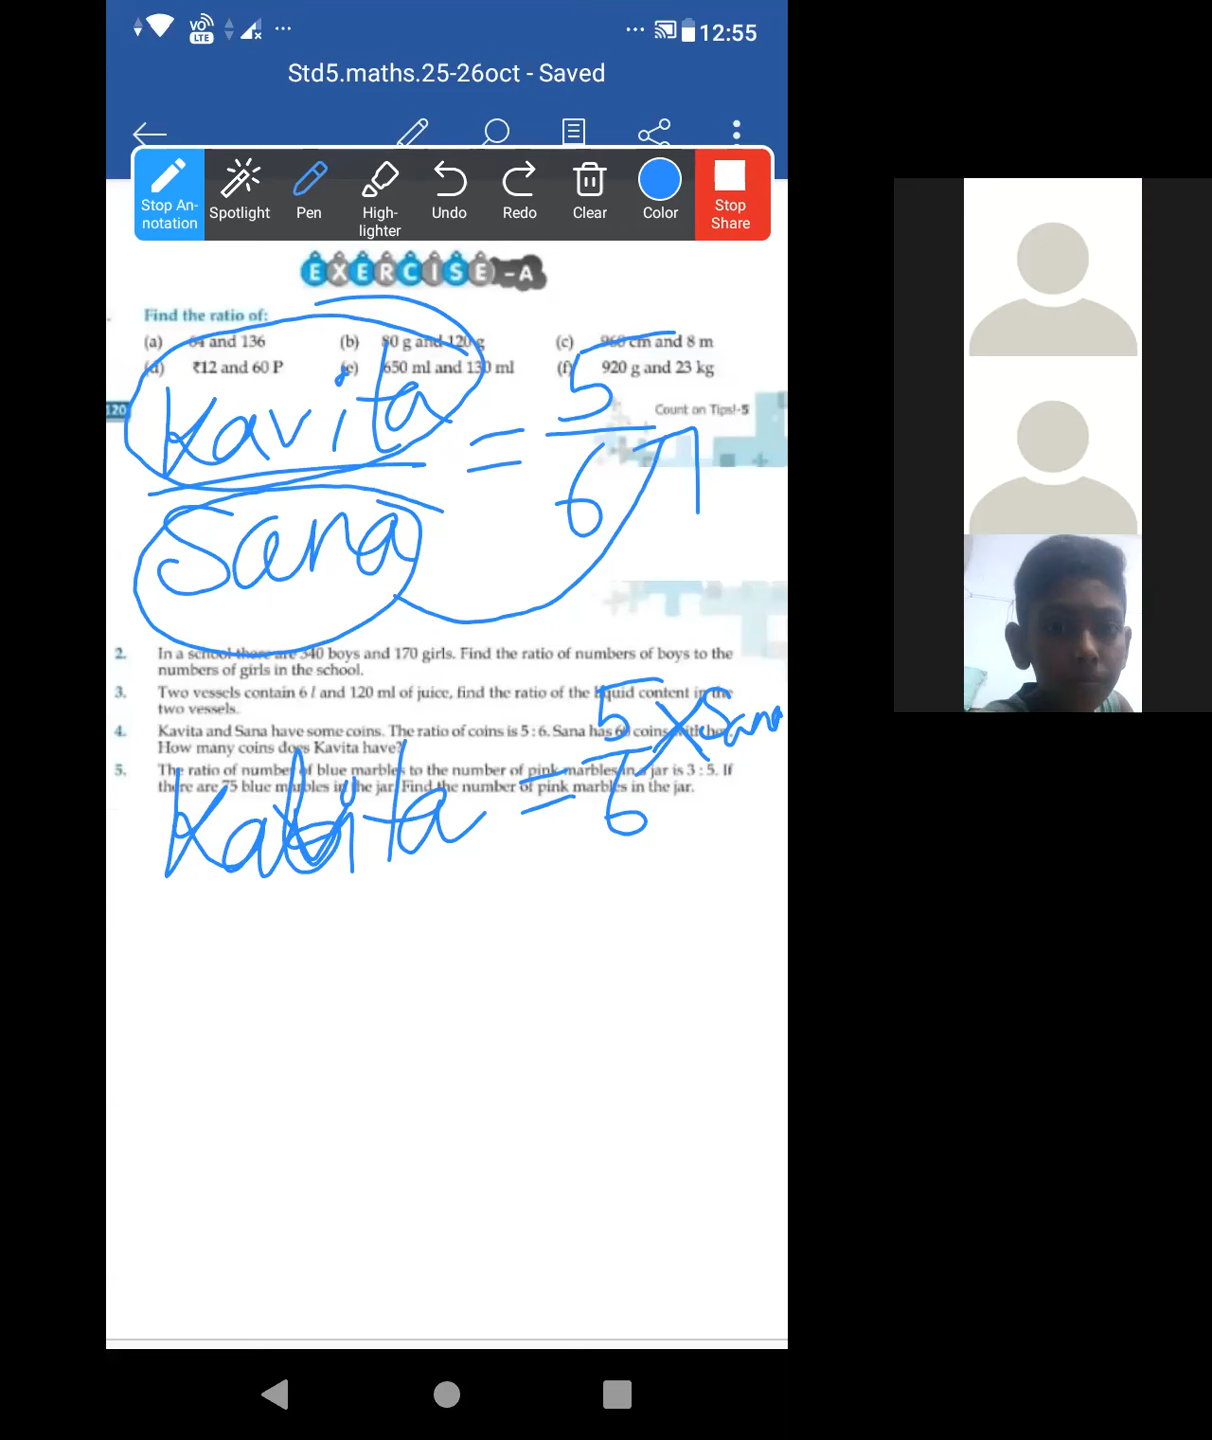 VO
LTE
12:55
Std5.maths.25-26oct - Saved
Stop An-
notation
Spotlight
Pen
High-
lighter
Undo
Redo
Clear
Color
Stop
Share
EXERCISE-A
Find the ratio of:
(a) 64 and 136 (b) 80 g and 120 g (c) 960 cm and 8 m
(d) ₹12 and 60 P (e) 650 ml and 130 ml (f) 920 g and 23 kg
120
Count on Tips!-5
Kavita
Sana
=
5
6
2. In a school there are 340 boys and 170 girls. Find the ratio of numbers of boys to the
numbers of girls in the school.
3. Two vessels contain 6 l and 120 ml of juice, find the ratio of the liquid content in the
two vessels.
4. Kavita and Sana have some coins. The ratio of coins is 5 : 6. Sana has 60 coins with her.
How many coins does Kavita have?
5. The ratio of number of blue marbles to the number of pink marbles in a jar is 3 : 5. If
there are 75 blue marbles in the jar. Find the number of pink marbles in the jar.
Kavita =
5
6
× Sana